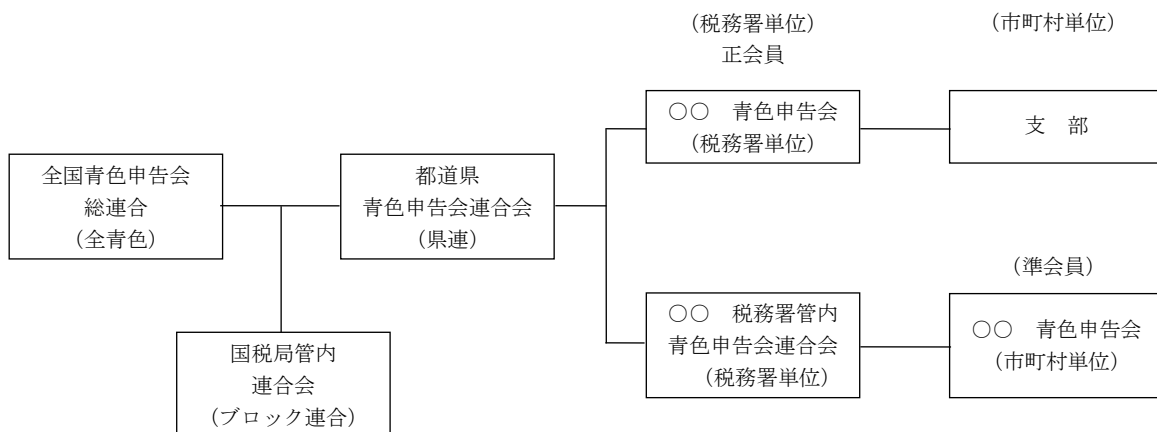 (税務署単位)
正会員
(市町村単位)
○○ 青色申告会
(税務署単位)
支 部
全国青色申告会
総連合
(全青色)
都道県
青色申告会連合会
(県連)
(準会員)
○○ 税務署管内
青色申告会連合会
(税務署単位)
○○ 青色申告会
(市町村単位)
国税局管内
連合会
(ブロック連合)